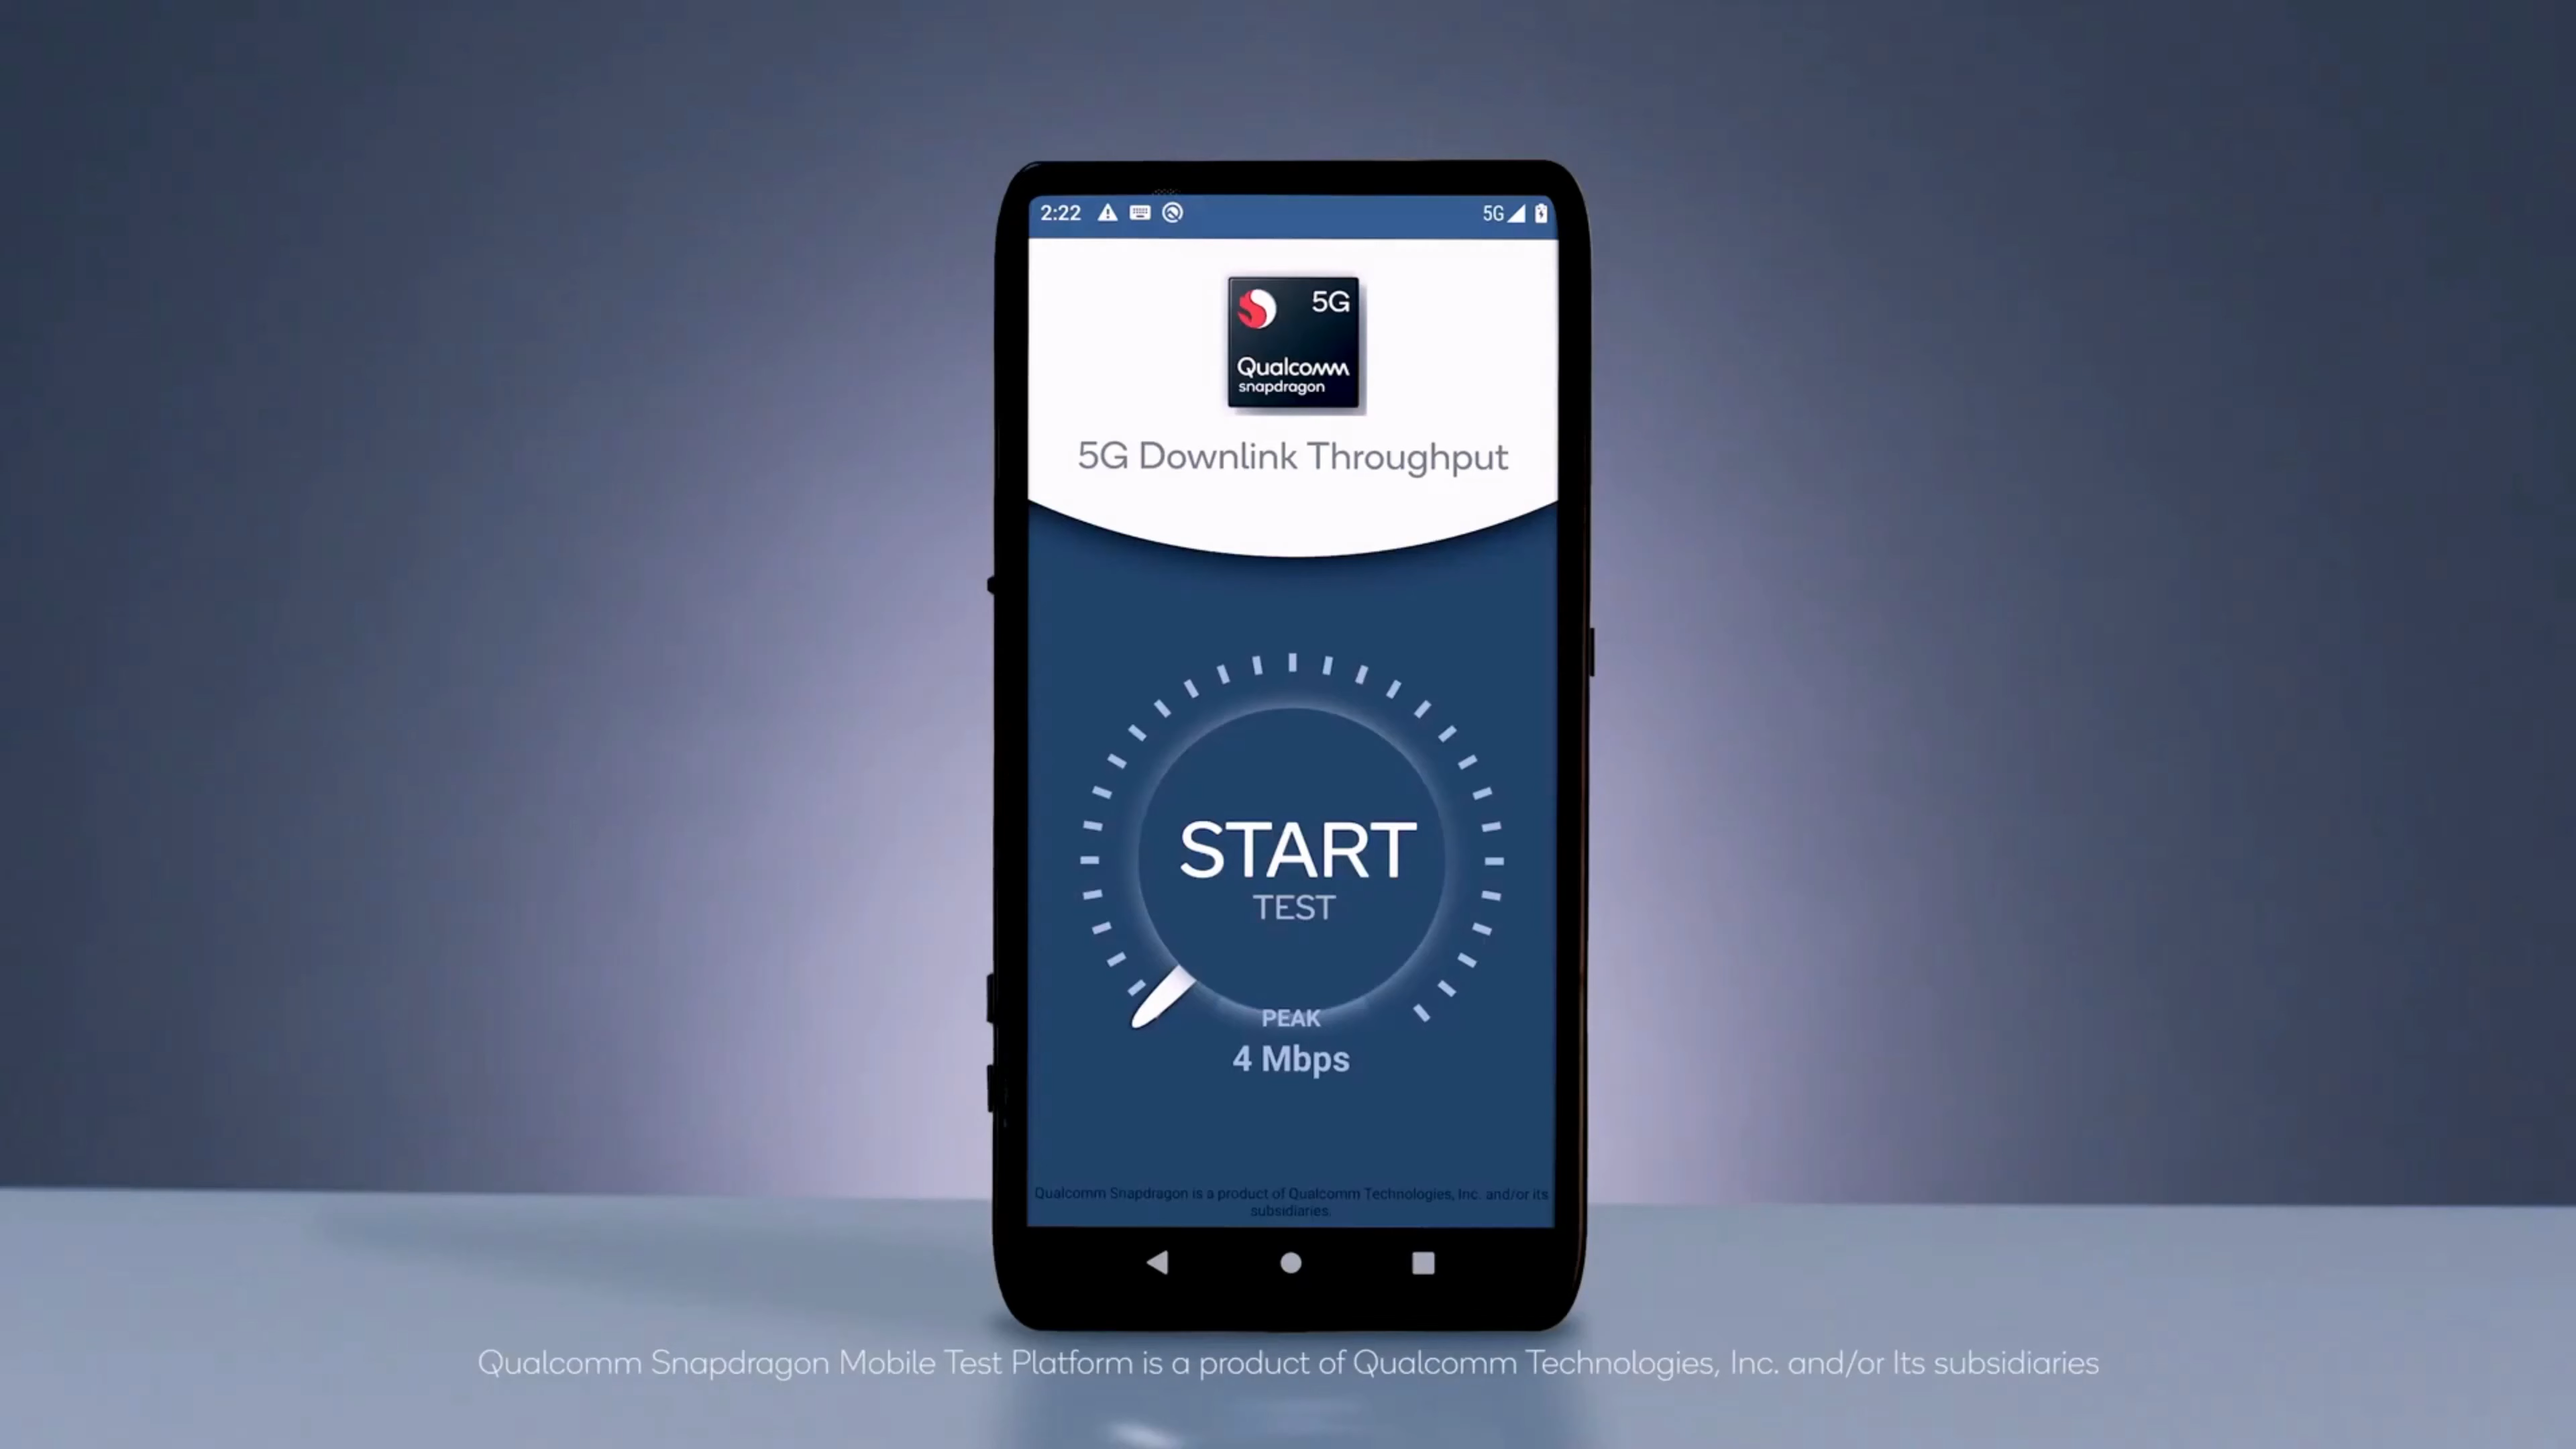 2:22
5G
5G
Qualcomm
snapdragon
5G Downlink Throughput
START
TEST
PEAK
4 Mbps
Qualcomm Snapdragon is a product of Qualcomm Technologies, Inc. and/or its
subsidiaries.
Qualcomm Snapdragon Mobile Test Platform is a product of Qualcomm Technologies, Inc. and/or Its subsidiaries